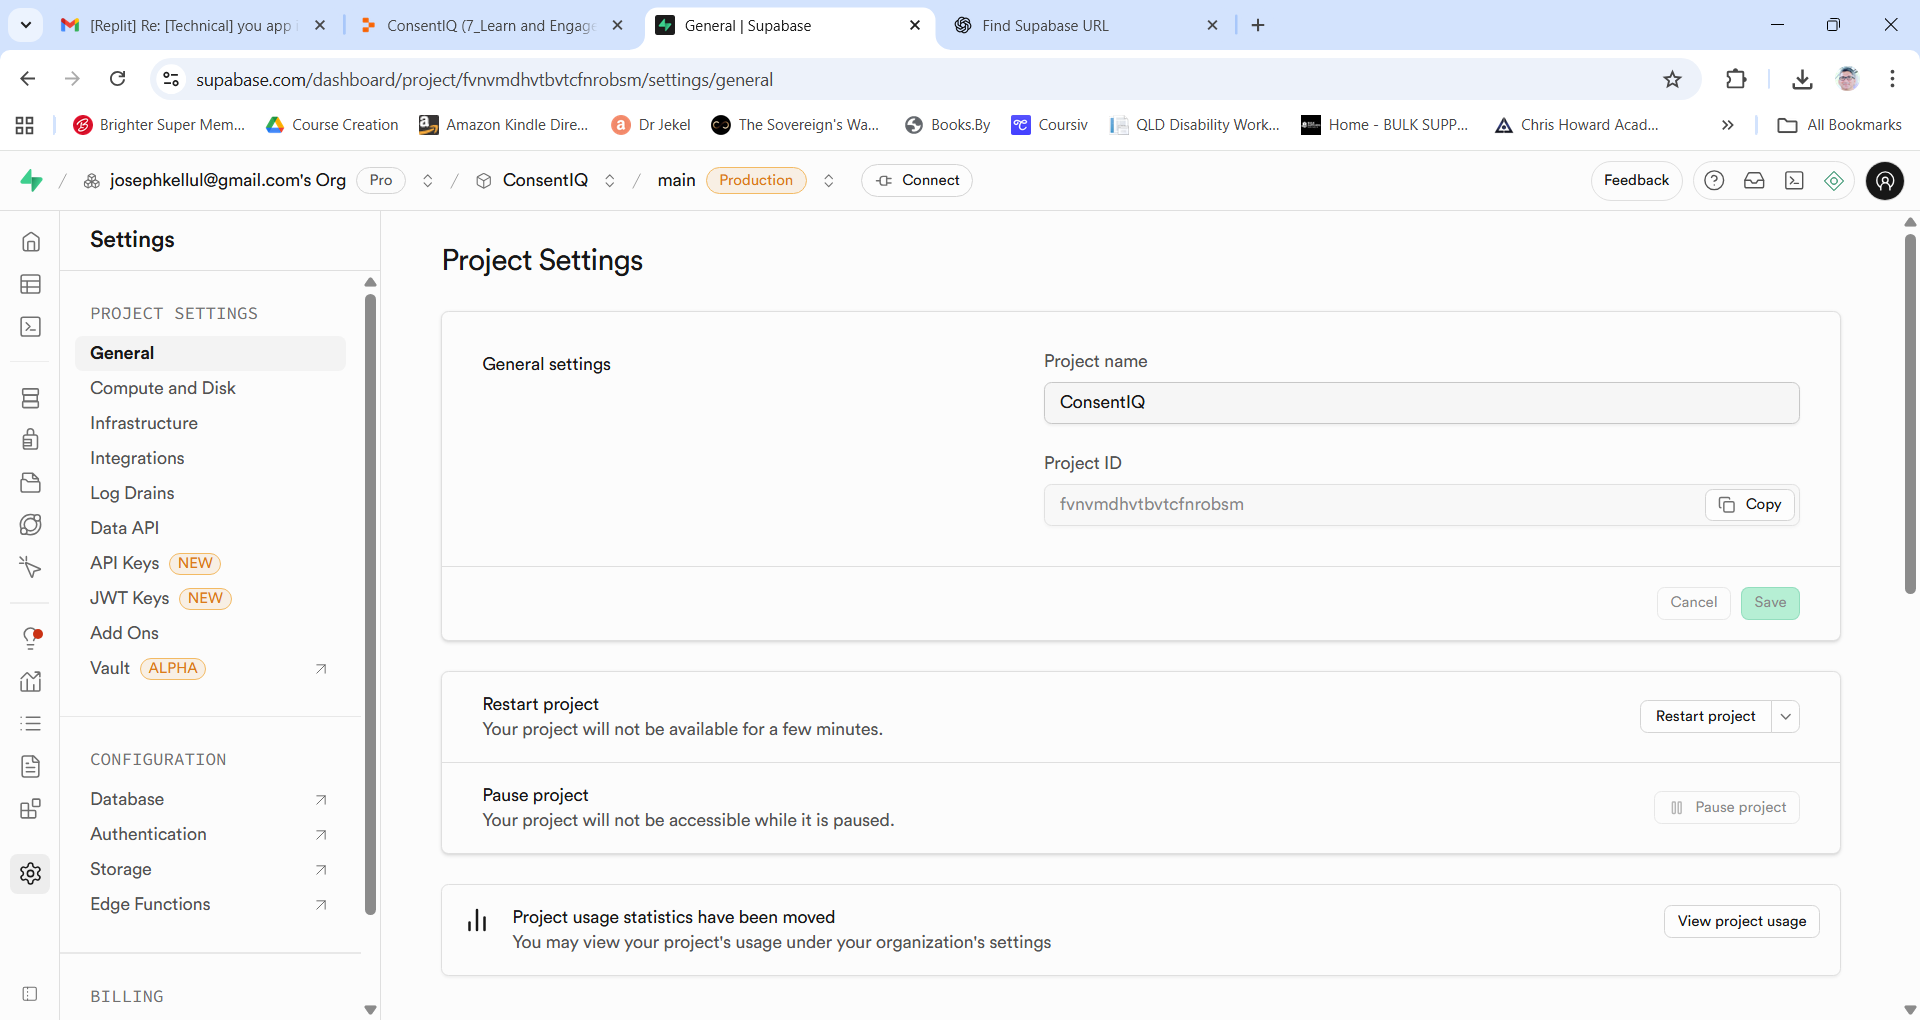 [Replit] Re: [Technical] you app i
ConsentIQ (7_Learn and Engage
General | Supabase
Find Supabase URL
supabase.com/dashboard/project/fvnvmdhvtbvtcfnrobsm/settings/general
Brighter Super Mem...
Course Creation
Amazon Kindle Dire...
Dr Jekel
The Sovereign's Wa...
Books.By
Coursiv
QLD Disability Work...
Home - BULK SUPP...
Chris Howard Acad...
All Bookmarks
josephkellul@gmail.com's Org
Pro
ConsentIQ
main
Production
Connect
Feedback
Settings
PROJECT SETTINGS
General
Compute and Disk
Infrastructure
Integrations
Log Drains
Data API
API Keys NEW
JWT Keys NEW
Add Ons
Vault ALPHA
CONFIGURATION
Database
Authentication
Storage
Edge Functions
BILLING
Project Settings
General settings
Project name
ConsentIQ
Project ID
fvnvmdhvtbvtcfnrobsm
Copy
Cancel
Save
Restart project
Your project will not be available for a few minutes.
Restart project
Pause project
Your project will not be accessible while it is paused.
Pause project
Project usage statistics have been moved
You may view your project's usage under your organization's settings
View project usage